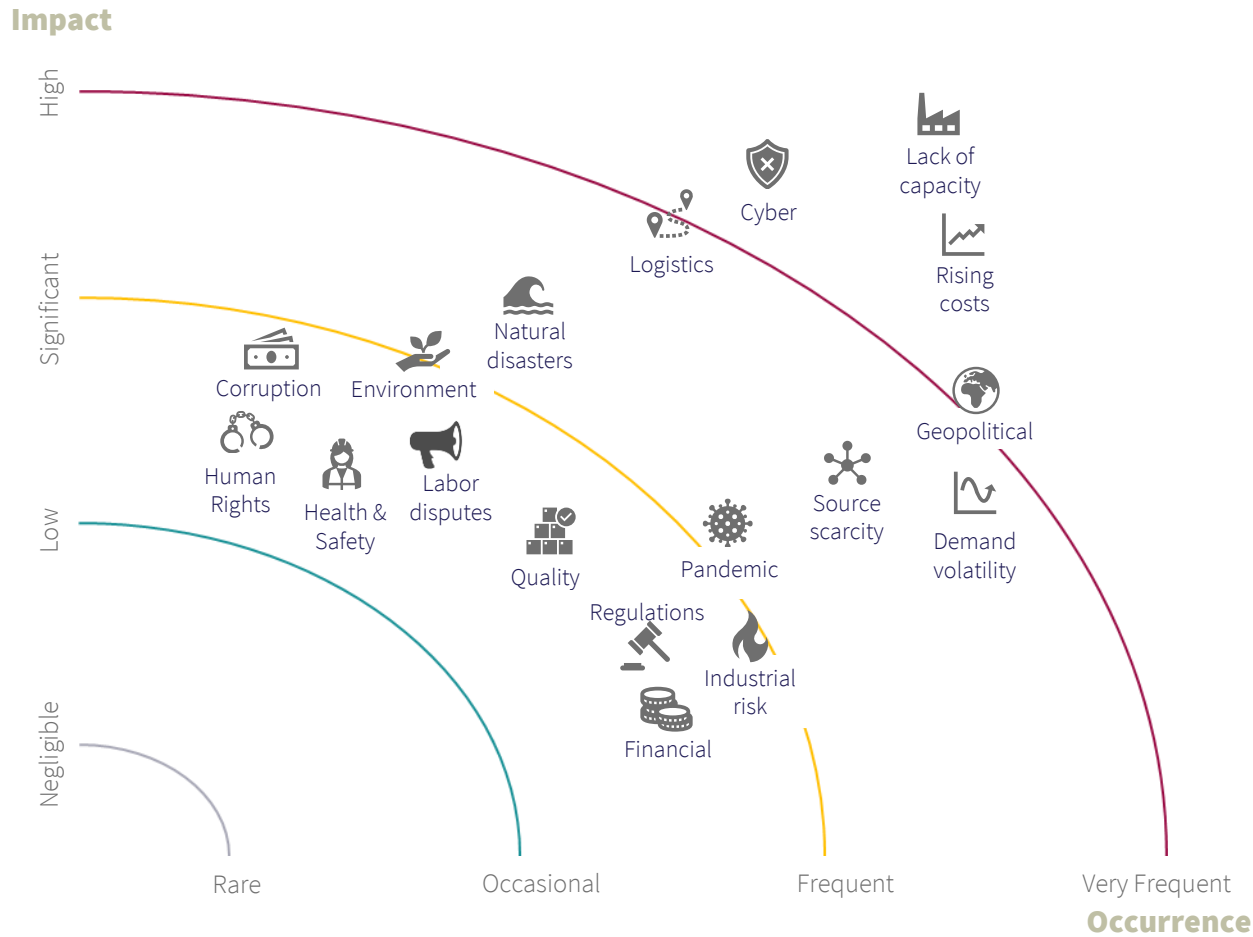 Impact
High
Lack of
capacity
Cyber
Logistics
Rising
costs
Significant
Natural
disasters
Corruption
Environment
Geopolitical
Human
Rights
Health &
Safety
Labor
disputes
Source
scarcity
Demand
volatility
Low
Quality
Pandemic
Regulations
Industrial
risk
Financial
Negligible
Rare
Occasional
Frequent
Very Frequent
Occurrence